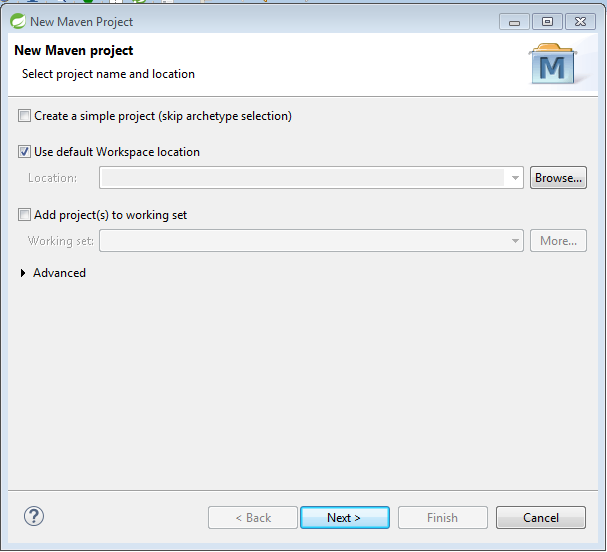 New Maven Project
New Maven project
Select project name and location
M
Create a simple project (skip archetype selection)
Use default Workspace location
Location:
Browse...
Add project(s) to working set
Working set:
More...
Advanced
?
< Back
Next >
Finish
Cancel